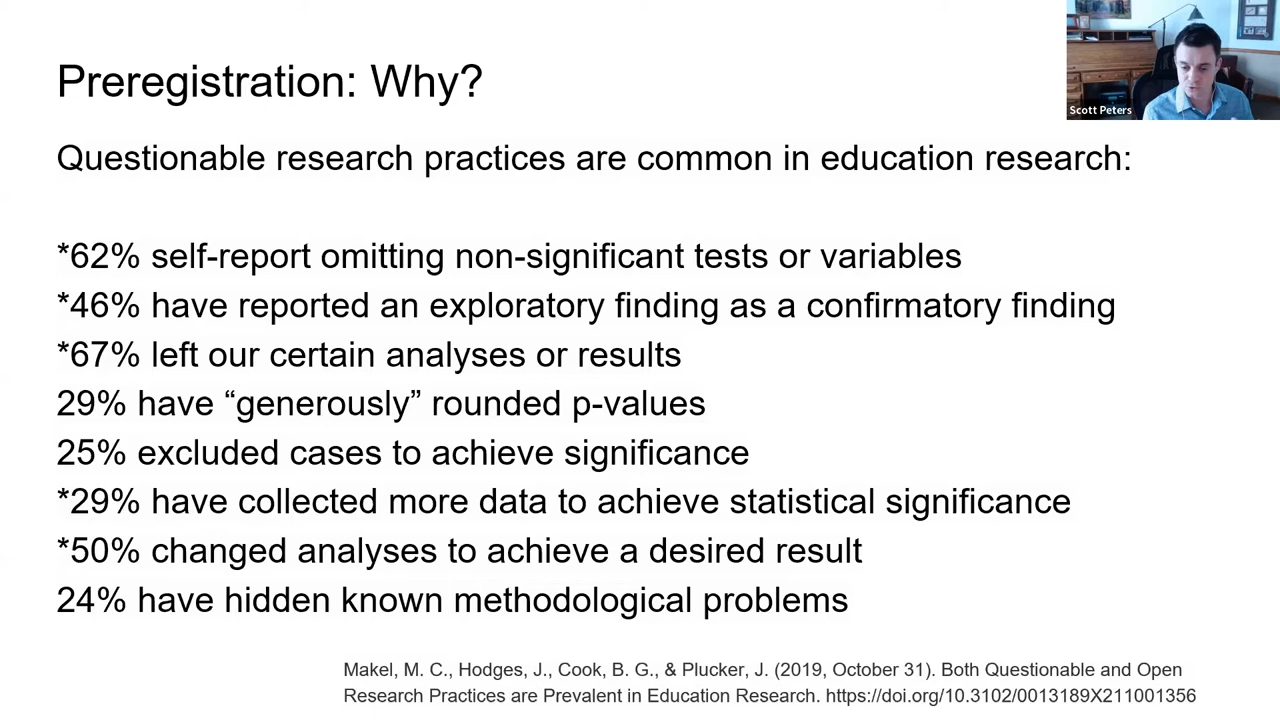 Preregistration: Why?
Scott Peters
Questionable research practices are common in education research:
*62% self-report omitting non-significant tests or variables
*46% have reported an exploratory finding as a confirmatory finding
*67% left our certain analyses or results
29% have “generously” rounded p-values
25% excluded cases to achieve significance
*29% have collected more data to achieve statistical significance
*50% changed analyses to achieve a desired result
24% have hidden known methodological problems
Makel, M. C., Hodges, J., Cook, B. G., & Plucker, J. (2019, October 31). Both Questionable and Open
Research Practices are Prevalent in Education Research. https://doi.org/10.3102/0013189X211001356